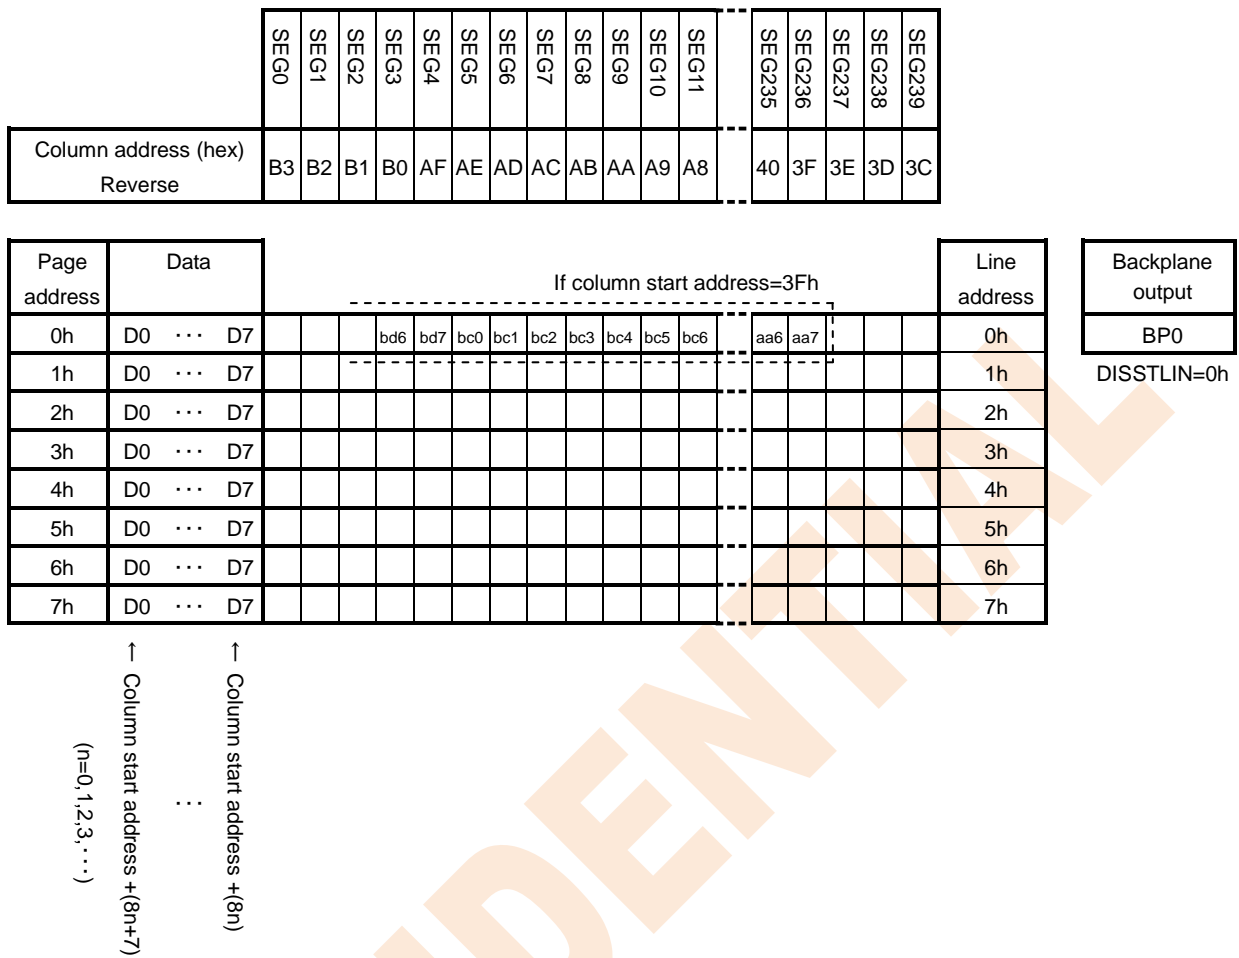 SEG0 SEG1 SEG2 SEG3 SEG4 SEG5 SEG6 SEG7 SEG8 SEG9 SEG10 SEG11 SEG235 SEG236 SEG237 SEG238 SEG239
Column address (hex)
Reverse
B3 B2 B1 B0 AF AE AD AC AB AA A9 A8 40 3F 3E 3D 3C
Page
address
Data
If column start address=3Fh
Line
address
Backplane
output
0h D0 ··· D7 bd6 bd7 bc0 bc1 bc2 bc3 bc4 bc5 bc6 aa6 aa7 0h BP0
1h D0 ··· D7 1h DISSTLIN=0h
2h D0 ··· D7 2h
3h D0 ··· D7 3h
4h D0 ··· D7 4h
5h D0 ··· D7 5h
6h D0 ··· D7 6h
7h D0 ··· D7 7h
← Column start address +(8n)
···
← Column start address +(8n+7)
(n=0,1,2,3,···)
DENTIAL